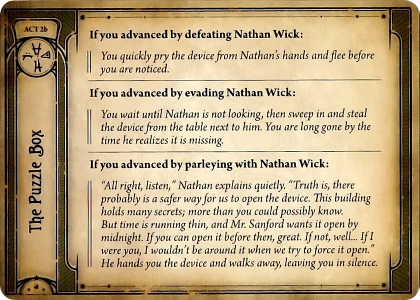 ACT 2b
The Puzzle Box
If you advanced by defeating Nathan Wick:
You quickly pry the device from Nathan's hands and flee before
you are noticed.
If you advanced by evading Nathan Wick:
You wait until Nathan is not looking, then sweep in and steal
the device from the table next to him. You are long gone by the
time he realizes it is missing.
If you advanced by parleying with Nathan Wick:
"All right, listen," Nathan explains quietly. "Truth is, there
probably is a safer way for us to open the device. This building
holds many secrets; more than you could possibly know.
But time is running thin, and Mr. Sanford wants it open by
midnight. If you can open it before then, great. If not, well... If I
were you, I wouldn't be around it when we try to force it open."
He hands you the device and walks away, leaving you in silence.